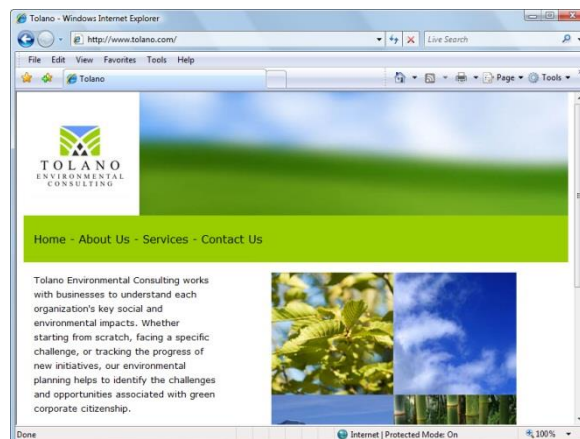 Tolano - Windows Internet Explorer
http://www.tolano.com/
Live Search
File Edit View Favorites Tools Help
Tolano
Page Tools
TOLANO
ENVIRONMENTAL
CONSULTING
Home - About Us - Services - Contact Us
Tolano Environmental Consulting works
with businesses to understand each
organization's key social and
environmental impacts. Whether
starting from scratch, facing a specific
challenge, or tracking the progress of
new initiatives, our environmental
planning helps to identify the challenges
and opportunities associated with green
corporate citizenship.
Done
Internet | Protected Mode: On
100%